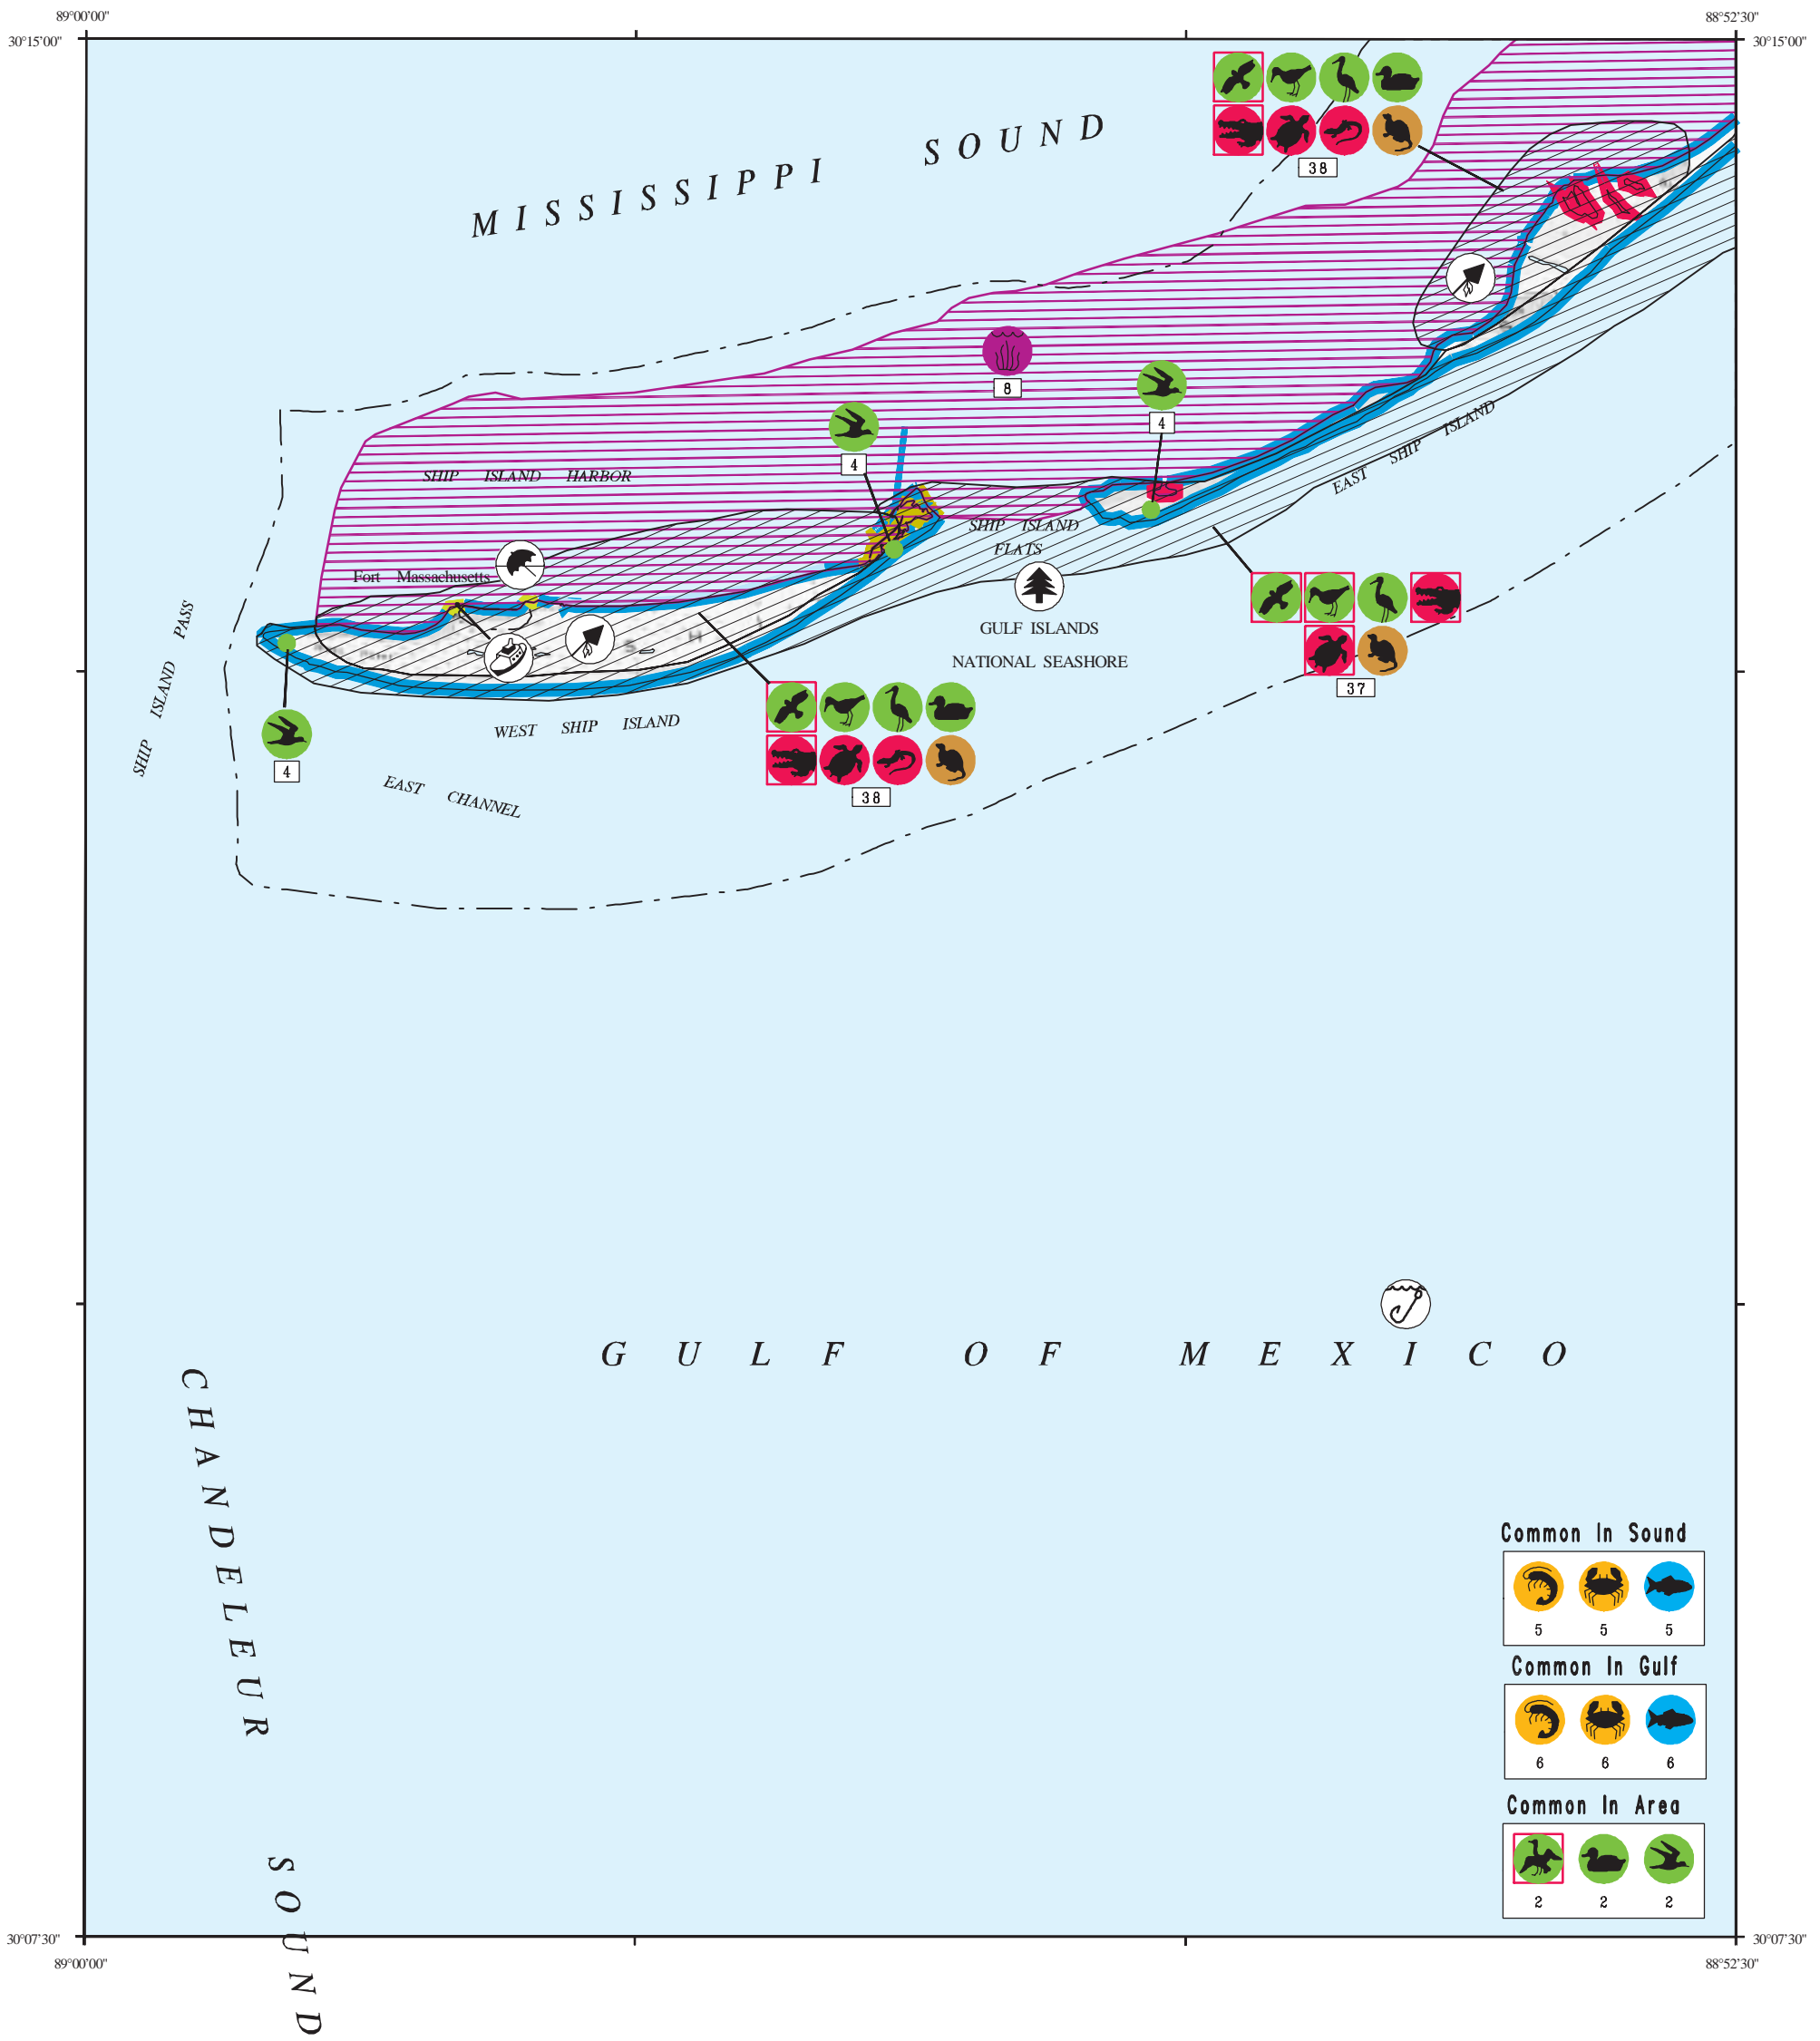 89°00'00"
88°52'30"
30°15'00"
30°15'00"
MISSISSIPPI SOUND
38
8
4
4
SHIP ISLAND HARBOR
EAST SHIP ISLAND
SHIP ISLAND
FLATS
Fort Massachusetts
GULF ISLANDS
NATIONAL SEASHORE
SHIP ISLAND PASS
37
WEST SHIP ISLAND
4
EAST CHANNEL
38
GULF OF MEXICO
CHANDELEUR SOUND
Common In Sound
5 5 5
Common In Gulf
6 6 6
Common In Area
2 2 2
30°07'30"
30°07'30"
89°00'00"
88°52'30"